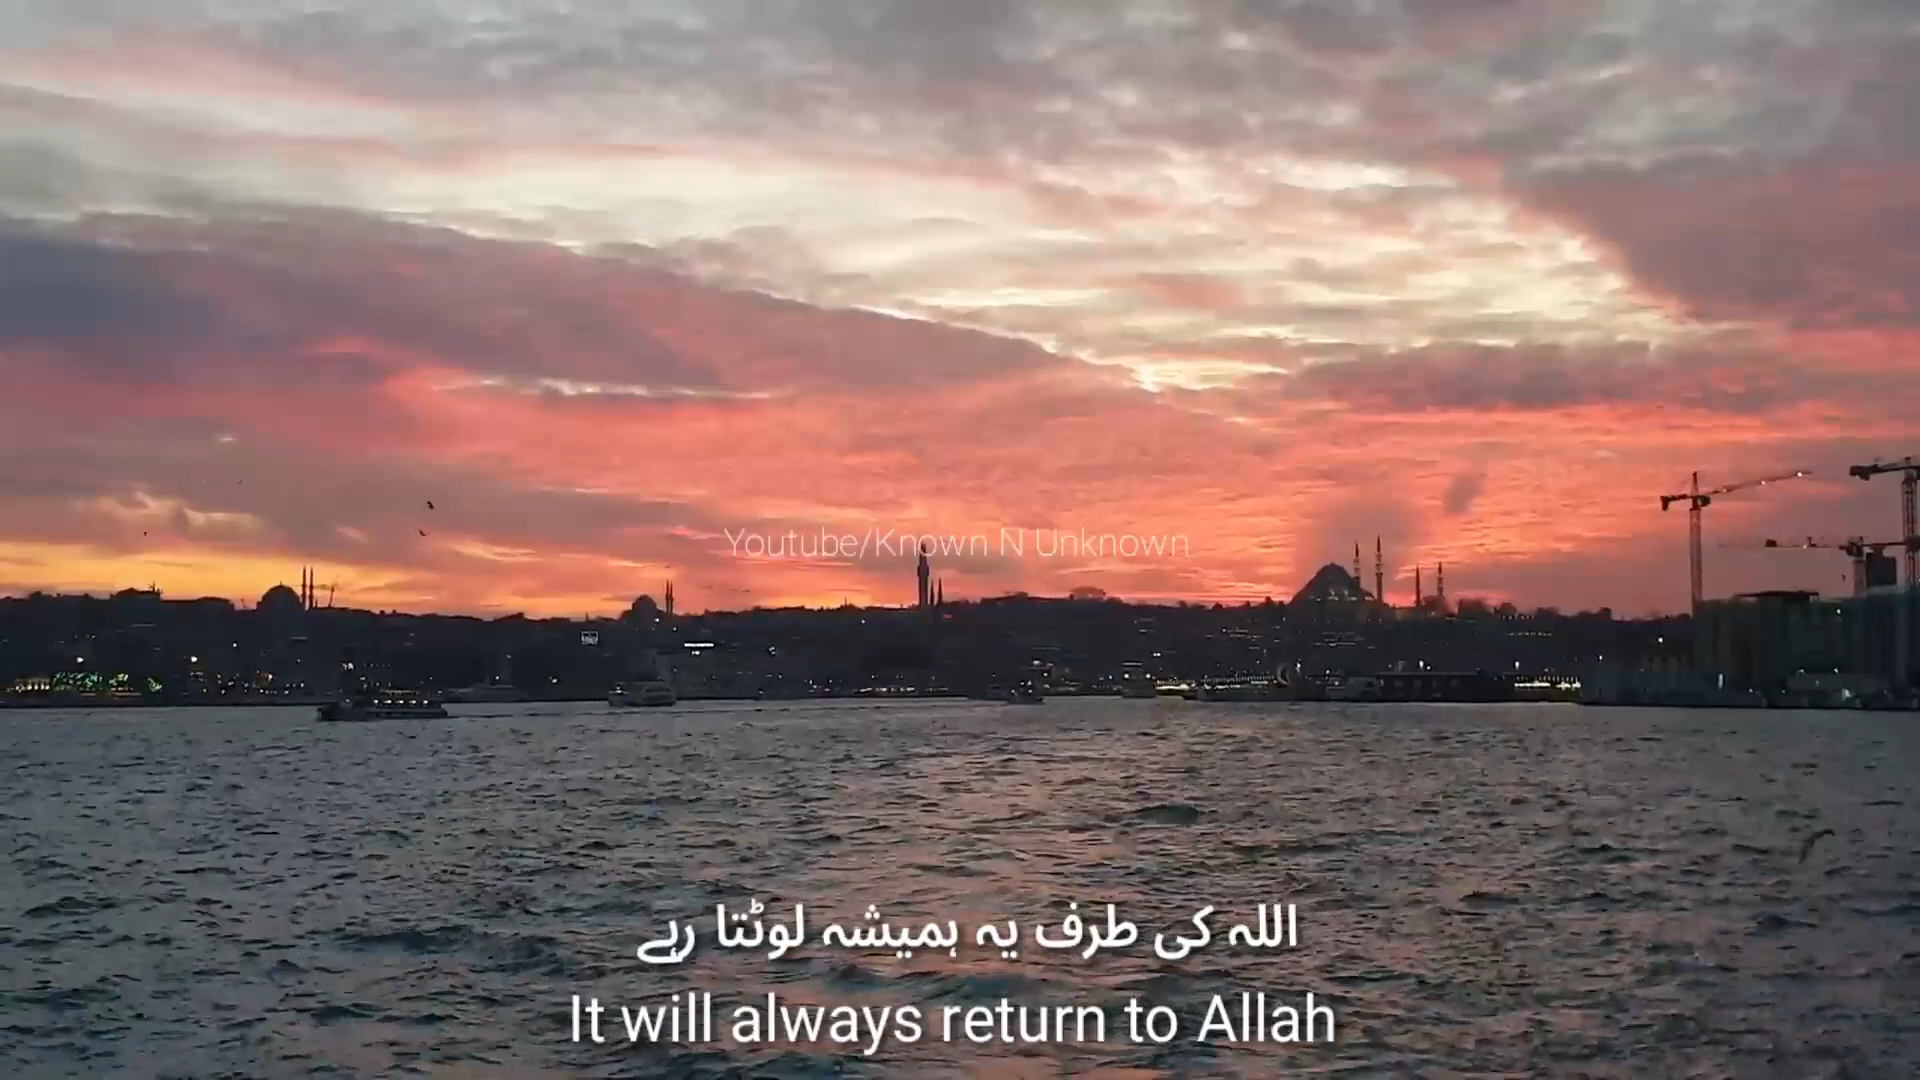 Youtube/Known N Unknown
اللہ کی طرف یہ ہمیشہ لوٹتا رہے
It will always return to Allah